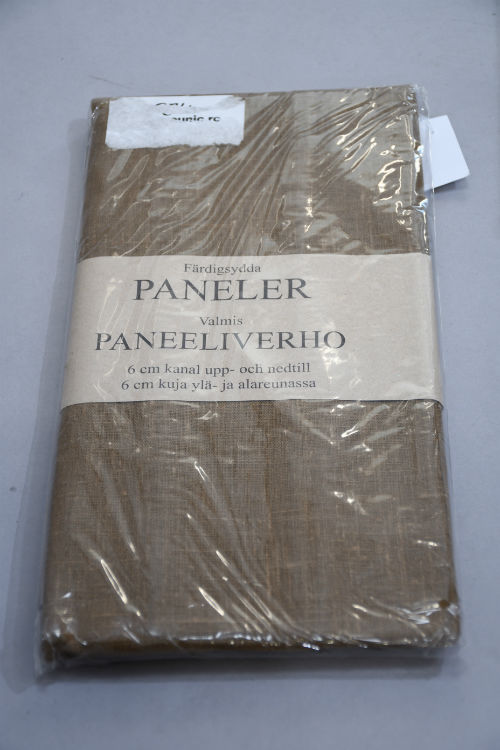 Färdigsydda
PANELER
Valmis
PANEELIVERHO
6 cm kanal upp- och nedtill
6 cm kuja ylä- ja alareunassa